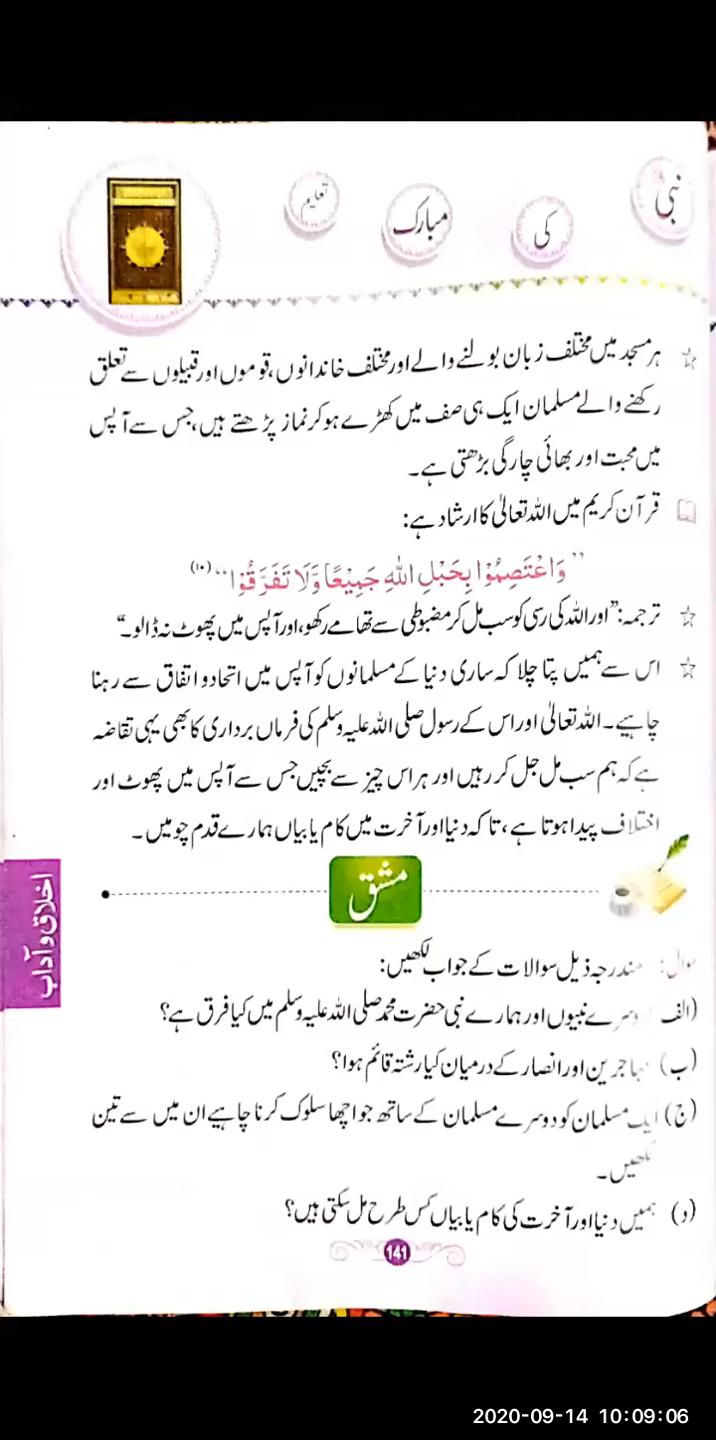 نبی
کی
مبارک
تعلیم
☆ ہر مسجد میں مختلف زبان بولنے والے اور مختلف خاندانوں، قوموں اور قبیلوں سے تعلق
رکھنے والے مسلمان ایک ہی صف میں کھڑے ہو کر نماز پڑھتے ہیں، جس سے آپس
میں محبت اور بھائی چارگی بڑھتی ہے۔
قرآن کریم میں اللہ تعالیٰ کا ارشاد ہے:
”وَاعْتَصِمُوْا بِحَبْلِ اللّٰهِ جَمِيْعًا وَّلَا تَفَرَّقُوْا“ (۱۰)
☆ ترجمہ: ”اور اللہ کی رسی کو سب مل کر مضبوطی سے تھامے رکھو، اور آپس میں پھوٹ نہ ڈالو۔“
☆ اس سے ہمیں پتا چلا کہ ساری دنیا کے مسلمانوں کو آپس میں اتحاد و اتفاق سے رہنا
چاہیے۔ اللہ تعالیٰ اور اس کے رسول صلی اللہ علیہ وسلم کی فرماں برداری کا بھی یہی تقاضہ
ہے کہ ہم سب مل جل کر رہیں اور ہر اس چیز سے بچیں جس سے آپس میں پھوٹ اور
اختلاف پیدا ہوتا ہے، تا کہ دنیا اور آخرت میں کام یابیاں ہمارے قدم چومیں۔
مشق
اخلاق و آداب
سوال: مندرجہ ذیل سوالات کے جواب لکھیں:
(الف) دوسرے نبیوں اور ہمارے نبی حضرت محمد صلی اللہ علیہ وسلم میں کیا فرق ہے؟
(ب) مہاجرین اور انصار کے درمیان کیا رشتہ قائم ہوا؟
(ج) ایک مسلمان کو دوسرے مسلمان کے ساتھ جو اچھا سلوک کرنا چاہیے ان میں سے تین
لکھیں۔
(د) ہمیں دنیا اور آخرت کی کام یابیاں کس طرح مل سکتی ہیں؟
141
2020-09-14 10:09:06